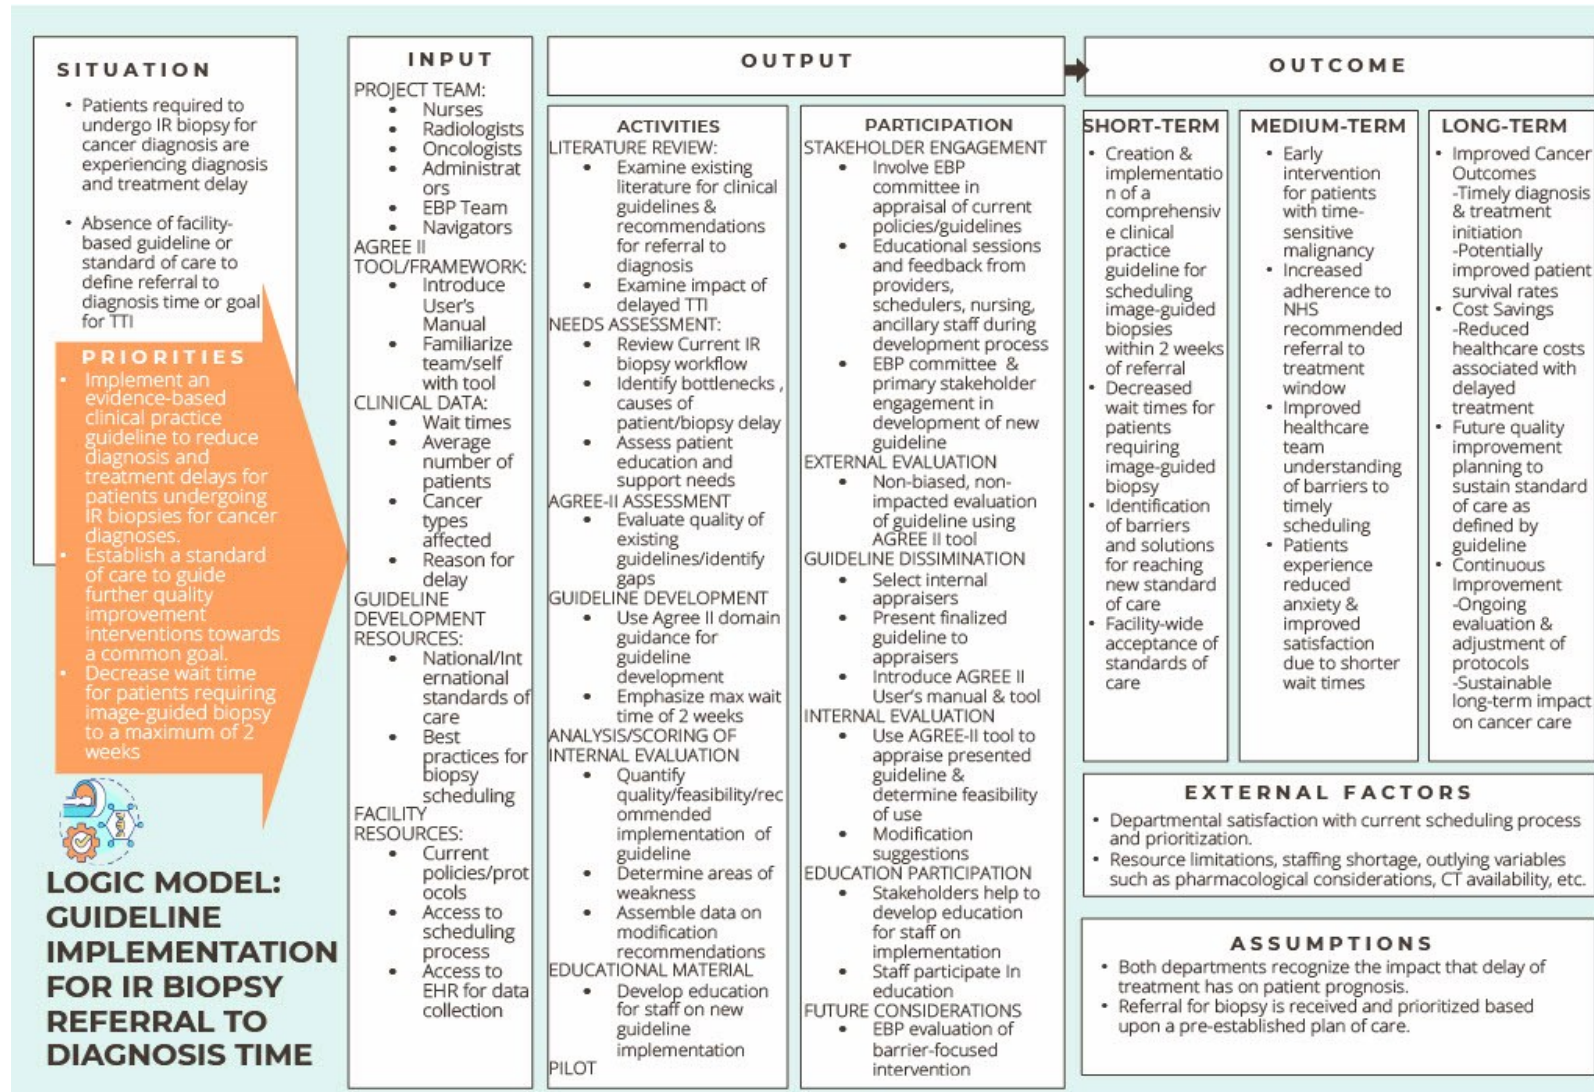 SITUATION
• Patients required to
undergo IR biopsy for
cancer diagnosis are
experiencing diagnosis
and treatment delay
• Absence of facility-
based guideline or
standard of care to
define referral to
diagnosis time or goal
for TTI
PRIORITIES
• Implement an
evidence-based
clinical practice
guideline to reduce
diagnosis and
treatment delays for
patients undergoing
IR biopsies for cancer
diagnoses.
• Establish a standard
of care to guide
further quality
improvement
interventions towards
a common goal.
• Decrease wait time
for patients requiring
image-guided biopsy
to a maximum of 2
weeks
LOGIC MODEL:
GUIDELINE
IMPLEMENTATION
FOR IR BIOPSY
REFERRAL TO
DIAGNOSIS TIME
INPUT
PROJECT TEAM:
• Nurses
• Radiologists
• Oncologists
• Administrat
ors
• EBP Team
• Navigators
AGREE II
TOOL/FRAMEWORK:
• Introduce
User's
Manual
• Familiarize
team/self
with tool
CLINICAL DATA:
• Wait times
• Average
number of
patients
• Cancer
types
affected
• Reason for
delay
GUIDELINE
DEVELOPMENT
RESOURCES:
• National/Int
ernational
standards of
care
• Best
practices for
biopsy
scheduling
FACILITY
RESOURCES:
• Current
policies/prot
ocols
• Access to
scheduling
process
• Access to
EHR for data
collection
OUTPUT
ACTIVITIES
LITERATURE REVIEW:
• Examine existing
literature for clinical
guidelines &
recommendations
for referral to
diagnosis
• Examine impact of
delayed TTI
NEEDS ASSESSMENT:
• Review Current IR
biopsy workflow
• Identify bottlenecks ,
causes of
patient/biopsy delay
• Assess patient
education and
support needs
AGREE-II ASSESSMENT
• Evaluate quality of
existing
guidelines/identify
gaps
GUIDELINE DEVELOPMENT
• Use Agree II domain
guidance for
guideline
development
• Emphasize max wait
time of 2 weeks
ANALYSIS/SCORING OF
INTERNAL EVALUATION
• Quantify
quality/feasibility/rec
ommended
implementation of
guideline
• Determine areas of
weakness
• Assemble data on
modification
recommendations
EDUCATIONAL MATERIAL
• Develop education
for staff on new
guideline
implementation
PILOT
PARTICIPATION
STAKEHOLDER ENGAGEMENT
• Involve EBP
committee in
appraisal of current
policies/guidelines
• Educational sessions
and feedback from
providers,
schedulers, nursing,
ancillary staff during
development process
• EBP committee &
primary stakeholder
engagement in
development of new
guideline
EXTERNAL EVALUATION
• Non-biased, non-
impacted evaluation
of guideline using
AGREE II tool
GUIDELINE DISSIMINATION
• Select internal
appraisers
• Present finalized
guideline to
appraisers
• Introduce AGREE II
User's manual & tool
INTERNAL EVALUATION
• Use AGREE-II tool to
appraise presented
guideline &
determine feasibility
of use
• Modification
suggestions
EDUCATION PARTICIPATION
• Stakeholders help to
develop education
for staff on
implementation
• Staff participate In
education
FUTURE CONSIDERATIONS
• EBP evaluation of
barrier-focused
intervention
OUTCOME
SHORT-TERM
• Creation &
implementatio
n of a
comprehensiv
e clinical
practice
guideline for
scheduling
image-guided
biopsies
within 2 weeks
of referral
• Decreased
wait times for
patients
requiring
image-guided
biopsy
• Identification
of barriers
and solutions
for reaching
new standard
of care
• Facility-wide
acceptance of
standards of
care
MEDIUM-TERM
• Early
intervention
for patients
with time-
sensitive
malignancy
• Increased
adherence to
NHS
recommended
referral to
treatment
window
• Improved
healthcare
team
understanding
of barriers to
timely
scheduling
• Patients
experience
reduced
anxiety &
improved
satisfaction
due to shorter
wait times
LONG-TERM
• Improved Cancer
Outcomes
-Timely diagnosis
& treatment
initiation
-Potentially
improved patient
survival rates
• Cost Savings
-Reduced
healthcare costs
associated with
delayed
treatment
• Future quality
improvement
planning to
sustain standard
of care as
defined by
guideline
• Continuous
Improvement
-Ongoing
evaluation &
adjustment of
protocols
-Sustainable
long-term impact
on cancer care
EXTERNAL FACTORS
• Departmental satisfaction with current scheduling process
and prioritization.
• Resource limitations, staffing shortage, outlying variables
such as pharmacological considerations, CT availability, etc.
ASSUMPTIONS
• Both departments recognize the impact that delay of
treatment has on patient prognosis.
• Referral for biopsy is received and prioritized based
upon a pre-established plan of care.